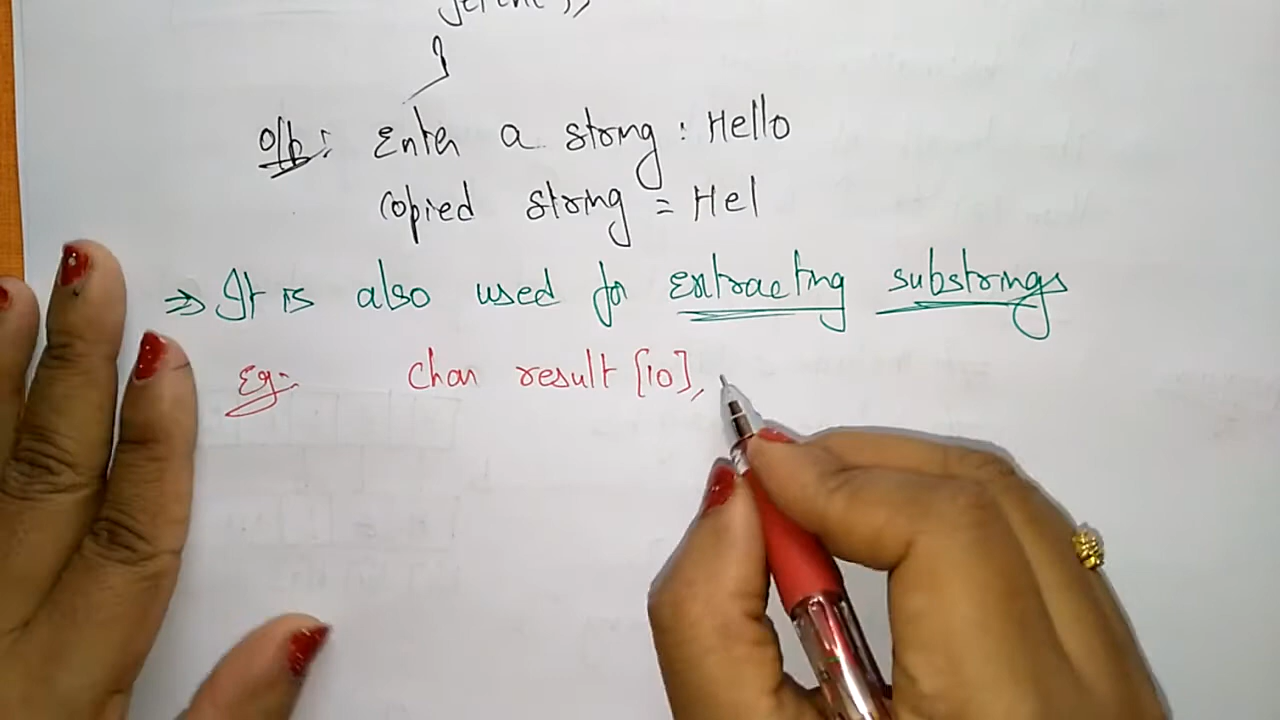 }
O/p: Enter a string : Hello
Copied string = Hel
⇒ It is also used for extracting substrings
Eg:- Char result [10],